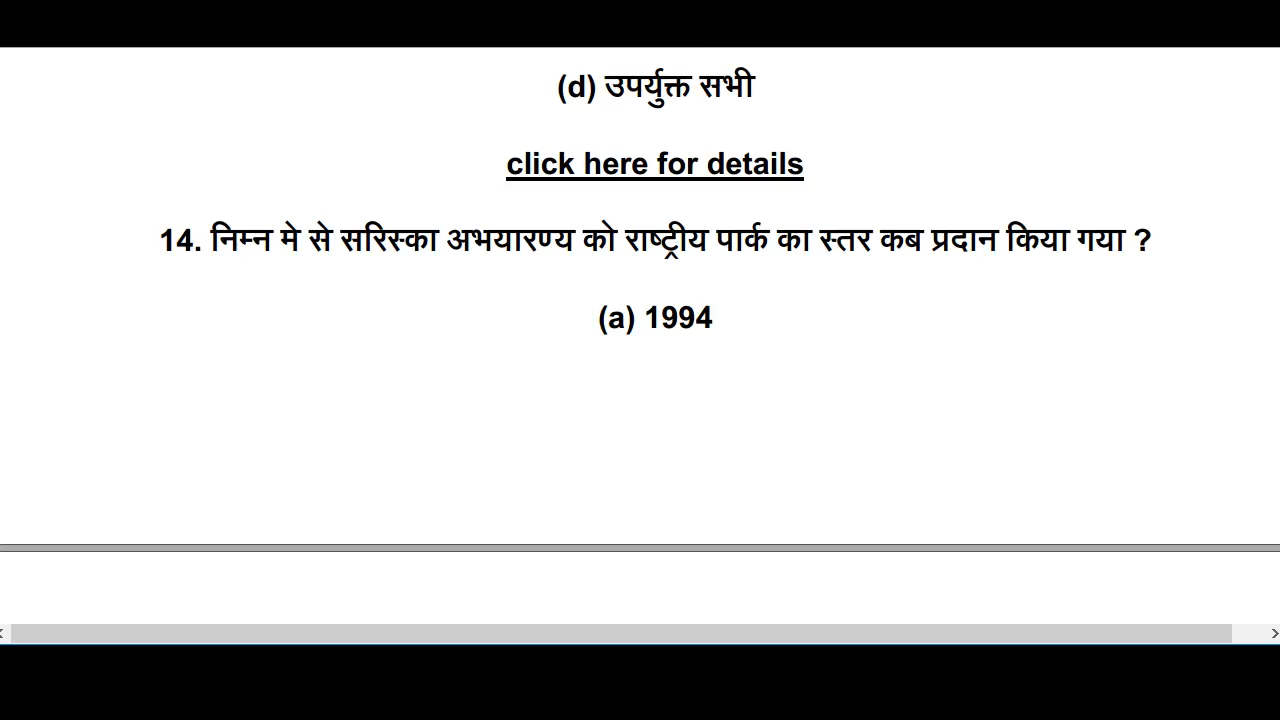 (d) उपर्युक्त सभी
click here for details
14. निम्न मे से सरिस्का अभयारण्य को राष्ट्रीय पार्क का स्तर कब प्रदान किया गया ?
(a) 1994